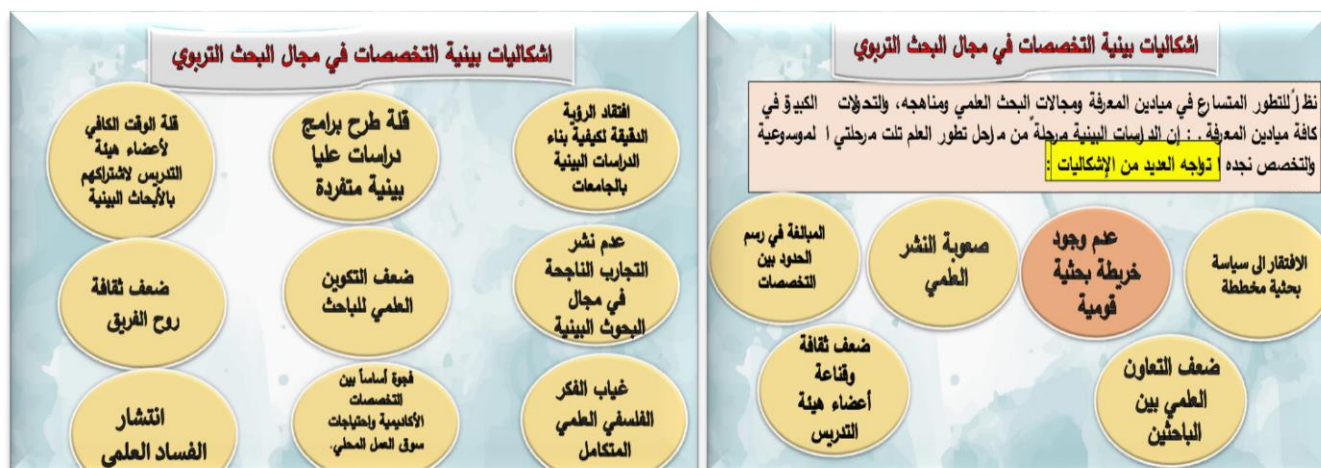 اشكاليات بينية التخصصات في مجال البحث التربوي
نظرًا للتطور المتسارع في ميادين المعرفة ومجالات البحث العلمي ومناهجه، والتحولات الكبيرة في
كافة ميادين المعرفة . : إن الدراسات البينية مرحلة من مراحل تطور العلم تلت مرحلتي الموسوعية
والتخصص نجدها تواجه العديد من الإشكاليات :
الافتقار الى سياسة
بحثية مخططة
عدم وجود
خريطة بحثية
قومية
صعوبة النشر
العلمي
المبالغة في رسم
الحدود بين
التخصصات
ضعف التعاون
العلمي بين
الباحثين
ضعف ثقافة
وقناعة
أعضاء هيئة
التدريس
اشكاليات بينية التخصصات في مجال البحث التربوي
افتقاد الرؤية
الدقيقة لكيفية بناء
الدراسات البينية
بالجامعات
قلة طرح برامج
دراسات عليا
بينية متفردة
قلة الوقت الكافي
لأعضاء هيئة
التدريس لاشتراكهم
بالأبحاث البينية
عدم نشر
التجارب الناجحة
في مجال
البحوث البينية
ضعف التكوين
العلمي للباحث
ضعف ثقافة
روح الفريق
غياب الفكر
الفلسفي العلمي
المتكامل
فجوة أساساً بين
التخصصات
الأكاديمية واحتياجات
سوق العمل المحلي.
انتشار
الفساد العلمي